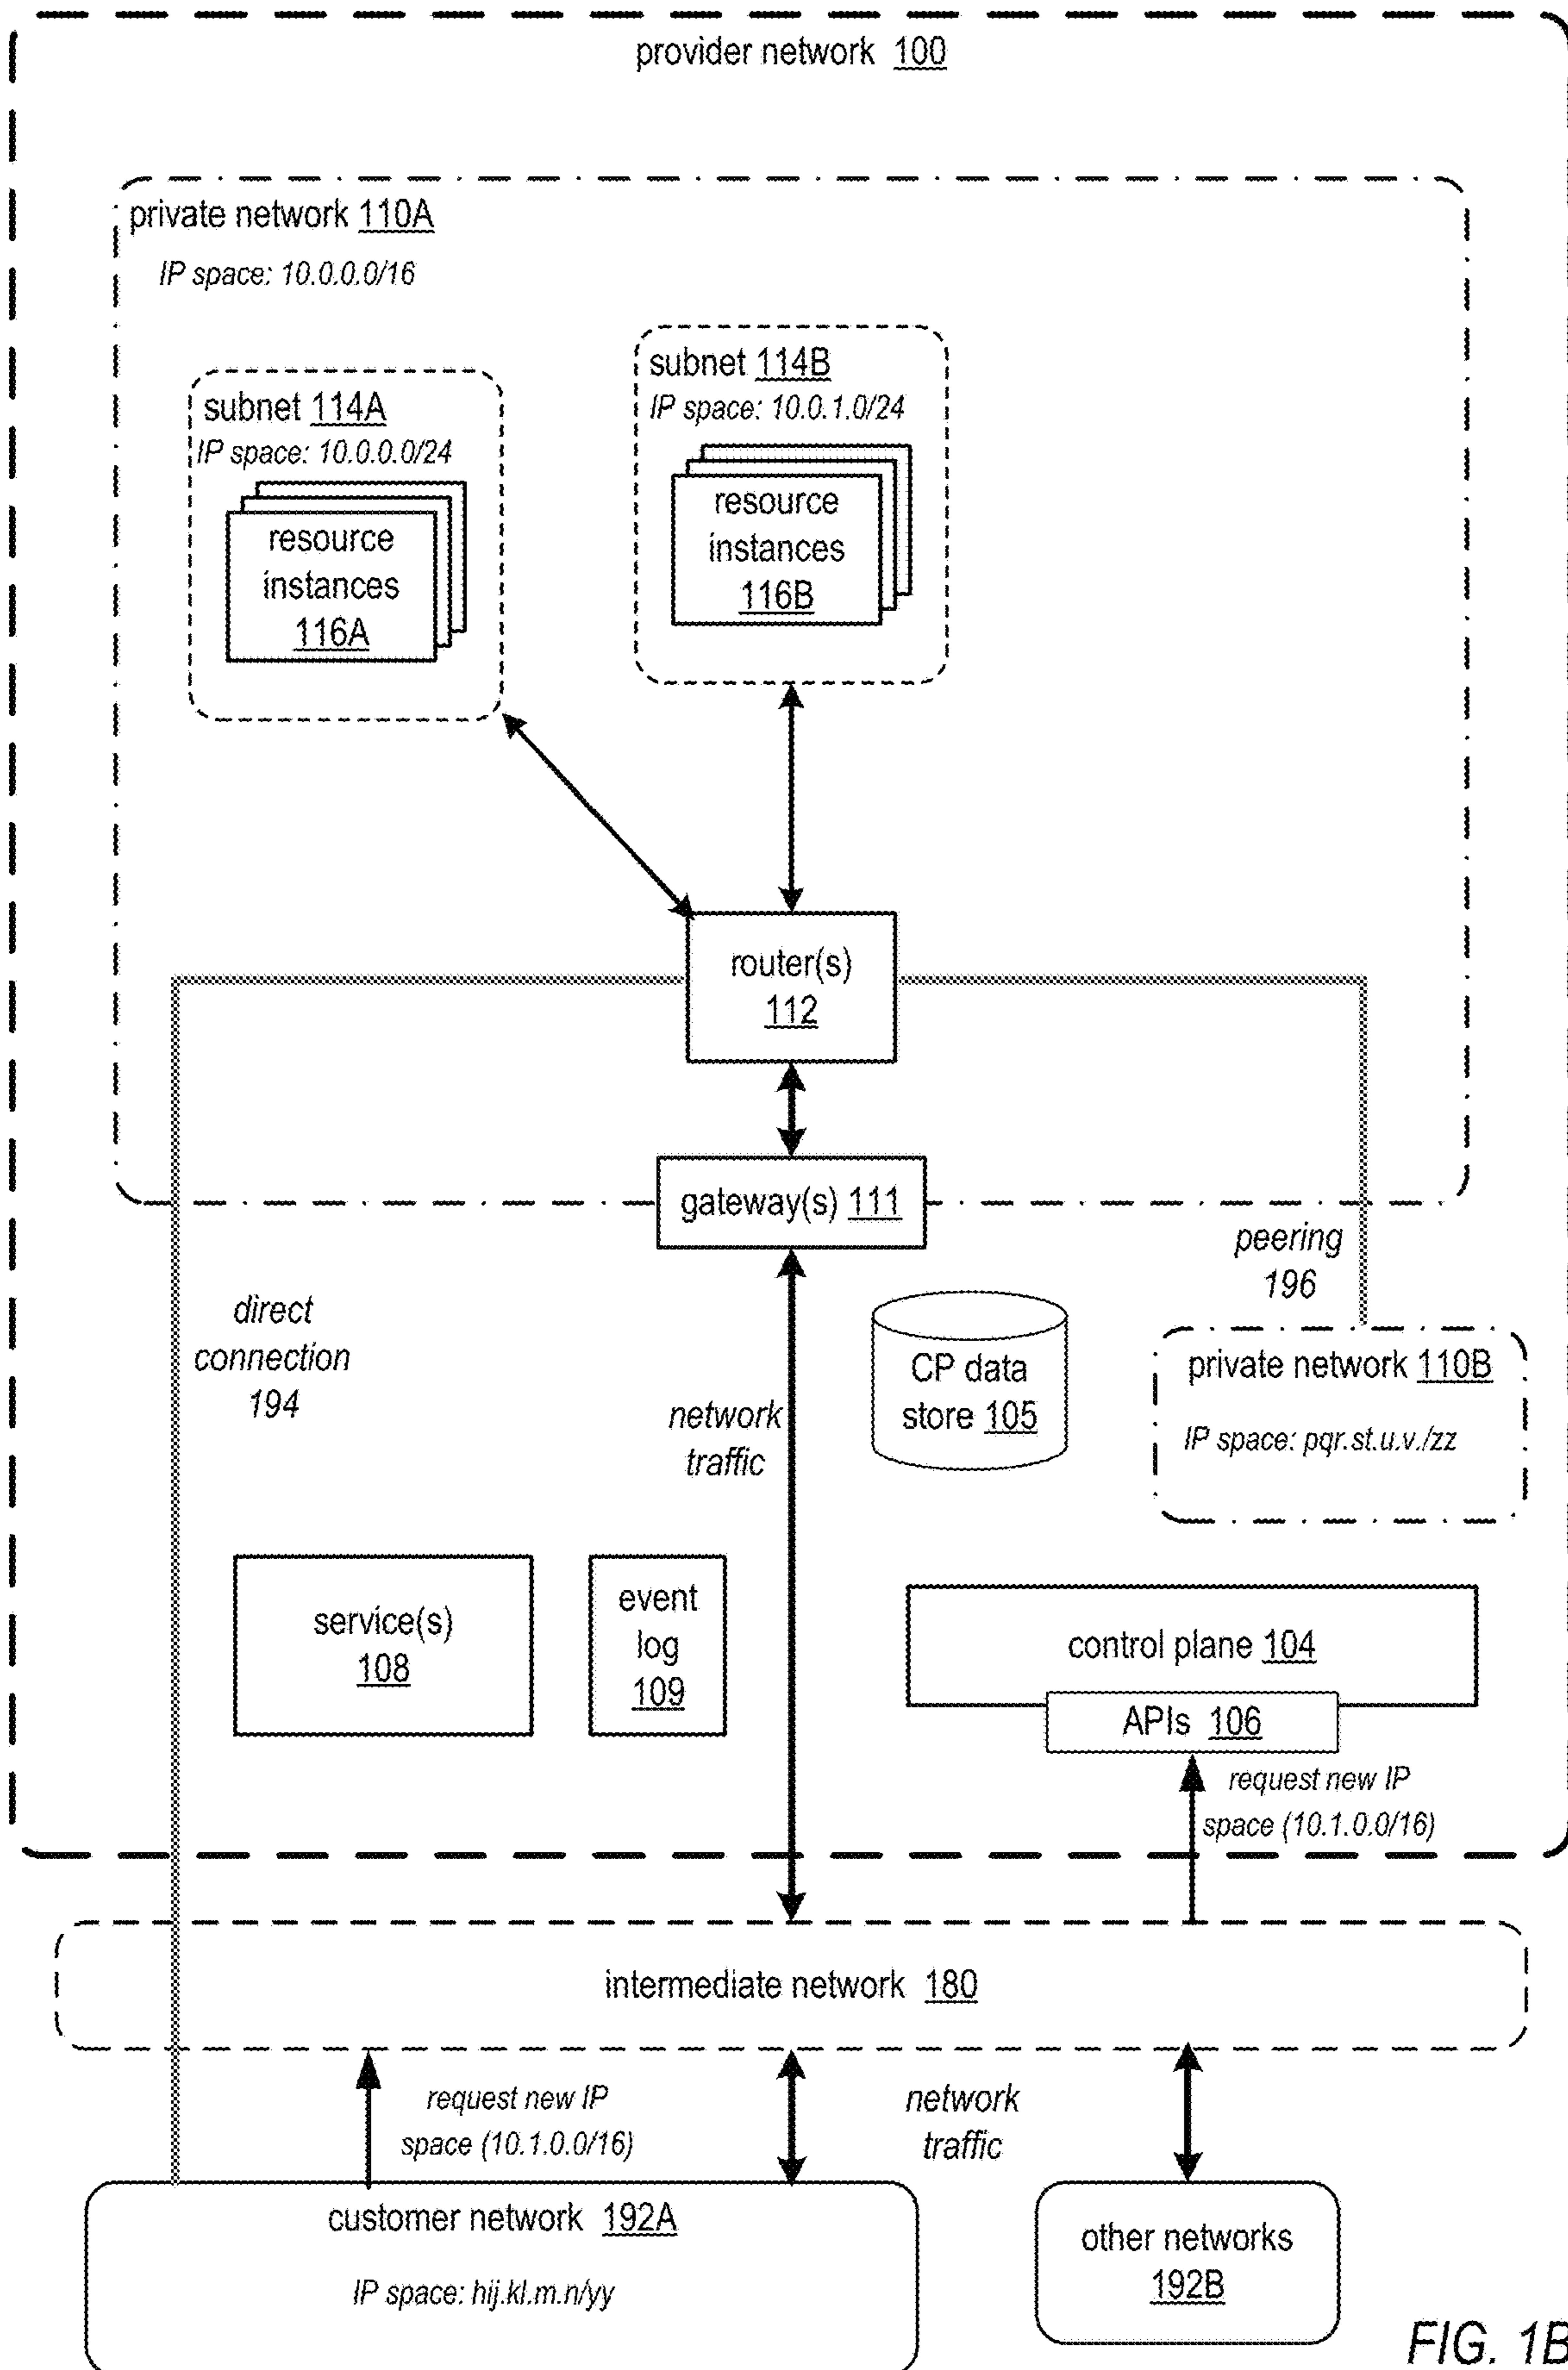 provider network 100
private network 110A
IP space: 10.0.0.0/16
subnet 114A
IP space: 10.0.0.0/24
resource
instances
116A
subnet 114B
IP space: 10.0.1.0/24
resource
instances
116B
router(s)
112
gateway(s) 111
peering
196
direct
connection
194
network
traffic
CP data
store 105
private network 110B
IP space: pqr.st.u.v./zz
service(s)
108
event
log
109
control plane 104
APIs 106
request new IP
space (10.1.0.0/16)
intermediate network 180
request new IP
space (10.1.0.0/16)
network
traffic
customer network 192A
IP space: hij.kl.m.n/yy
other networks
192B
FIG. 1B